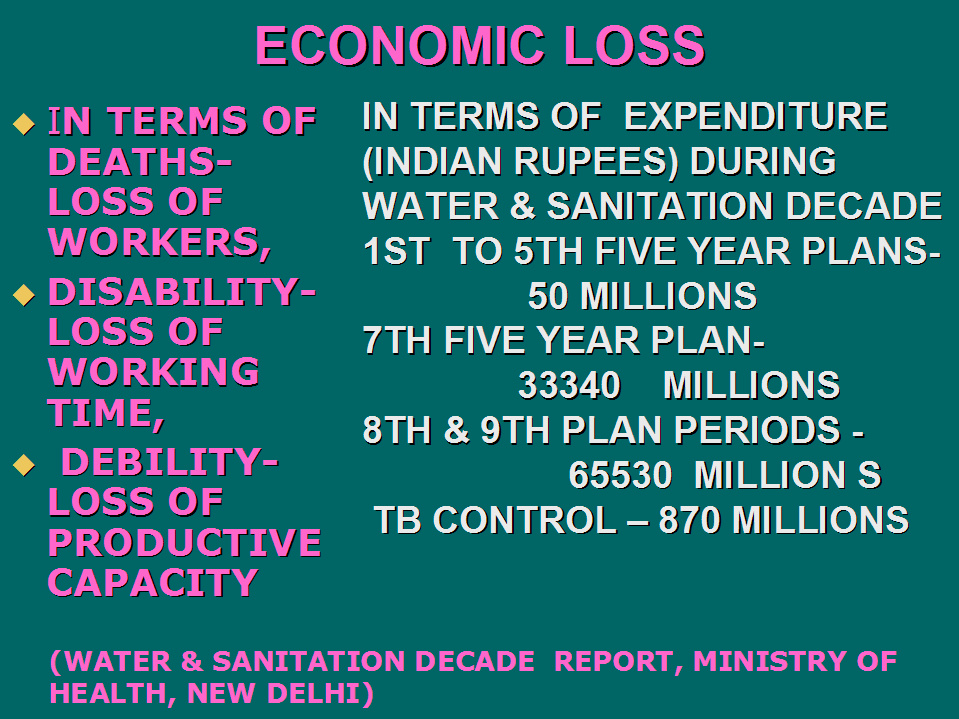 ECONOMIC LOSS
IN TERMS OF
DEATHS-
LOSS OF
WORKERS,
DISABILITY-
LOSS OF
WORKING
TIME,
DEBILITY-
LOSS OF
PRODUCTIVE
CAPACITY
IN TERMS OF  EXPENDITURE
(INDIAN RUPEES) DURING
WATER & SANITATION DECADE
1ST  TO 5TH FIVE YEAR PLANS-
50 MILLIONS
7TH FIVE YEAR PLAN-
33340    MILLIONS
8TH & 9TH PLAN PERIODS -
65530  MILLION S
TB CONTROL – 870 MILLIONS
(WATER & SANITATION DECADE  REPORT, MINISTRY OF
HEALTH, NEW DELHI)